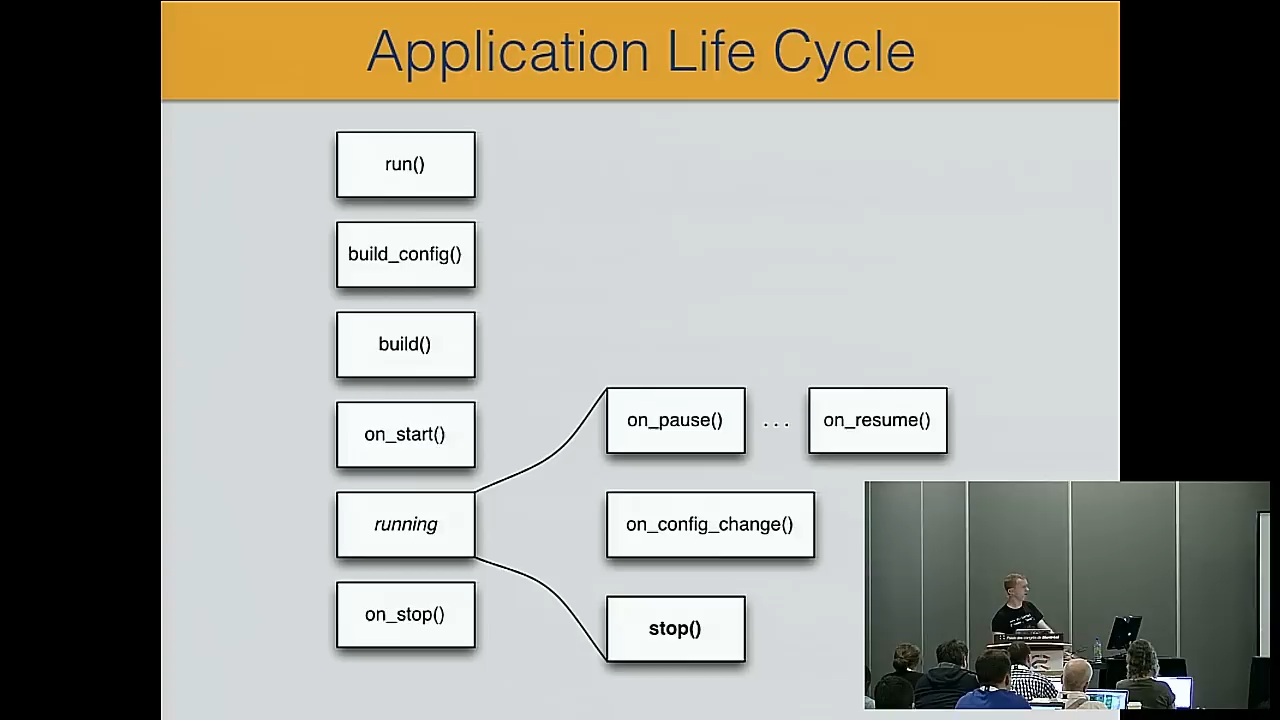 Application Life Cycle
run()
build_config()
build()
on_start()
running
on_stop()
on_pause()
...
on_resume()
on_config_change()
stop()